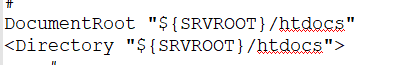 #
DocumentRoot "${SRVROOT}/htdocs"
<Directory "${SRVROOT}/htdocs">